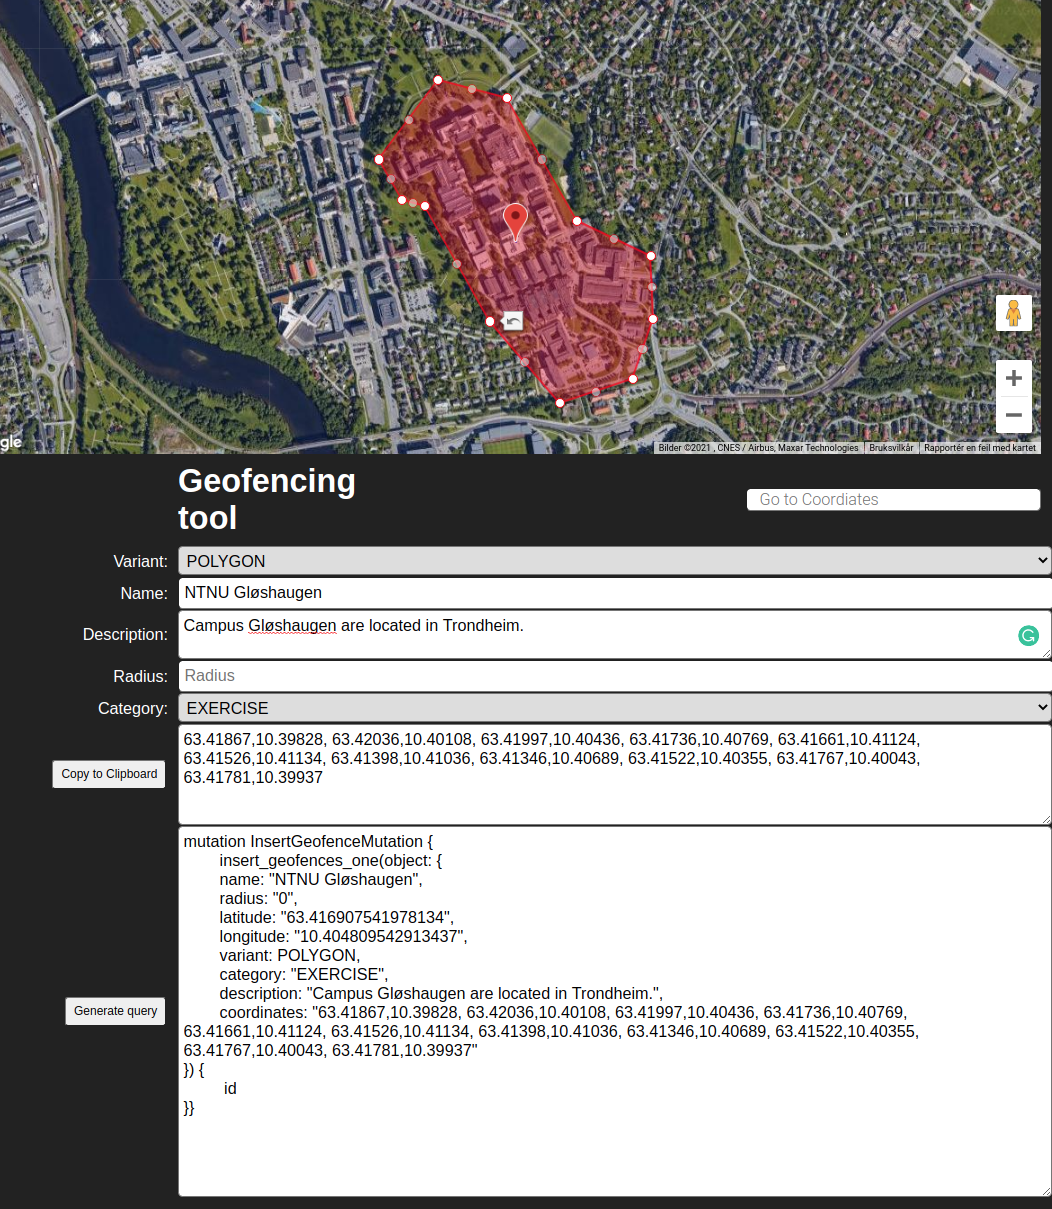 gle
Bilder ©2021 , CNES / Airbus, Maxar Technologies
Bruksvilkår
Rapportér en feil med kartet
Geofencing
tool
Go to Coordiates
Variant:
POLYGON
Name:
NTNU Gløshaugen
Description:
Campus Gløshaugen are located in Trondheim.
Radius:
Radius
Category:
EXERCISE
Copy to Clipboard
63.41867,10.39828, 63.42036,10.40108, 63.41997,10.40436, 63.41736,10.40769, 63.41661,10.41124,
63.41526,10.41134, 63.41398,10.41036, 63.41346,10.40689, 63.41522,10.40355, 63.41767,10.40043,
63.41781,10.39937
Generate query
mutation InsertGeofenceMutation {
insert_geofences_one(object: {
name: "NTNU Gløshaugen",
radius: "0",
latitude: "63.416907541978134",
longitude: "10.404809542913437",
variant: POLYGON,
category: "EXERCISE",
description: "Campus Gløshaugen are located in Trondheim.",
coordinates: "63.41867,10.39828, 63.42036,10.40108, 63.41997,10.40436, 63.41736,10.40769,
63.41661,10.41124, 63.41526,10.41134, 63.41398,10.41036, 63.41346,10.40689, 63.41522,10.40355,
63.41767,10.40043, 63.41781,10.39937"
}) {
id
}}